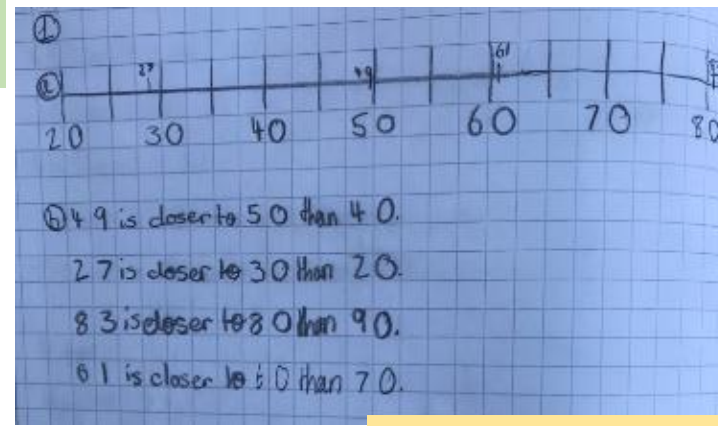 ①
27 49 61
ⓐ
20 30 40 50 60 70 80
ⓑ 49 is closer to 50 than 40.
27 is closer to 30 than 20.
83 is closer to 80 than 90.
61 is closer to 60 than 70.